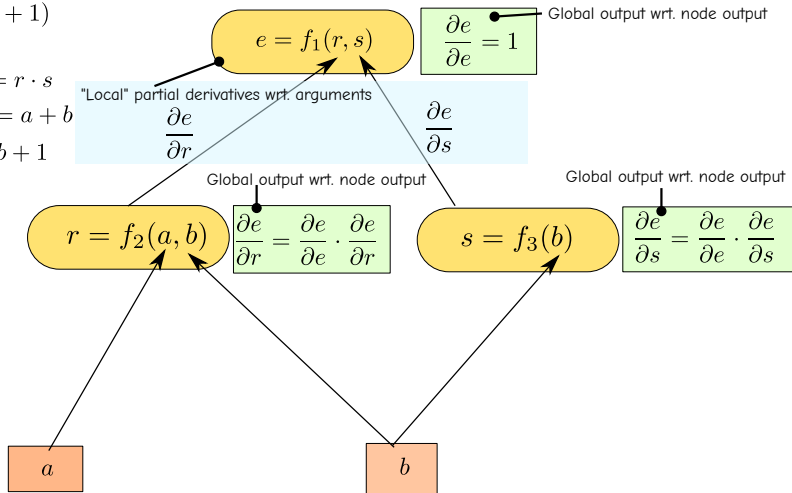 + 1)
= r · s
= a + b
b + 1
e = f₁(r, s)
∂e/∂e = 1
Global output wrt. node output
"Local" partial derivatives wrt. arguments
∂e/∂r
∂e/∂s
Global output wrt. node output
Global output wrt. node output
r = f₂(a, b)
∂e/∂r = ∂e/∂e · ∂e/∂r
s = f₃(b)
∂e/∂s = ∂e/∂e · ∂e/∂s
a
b